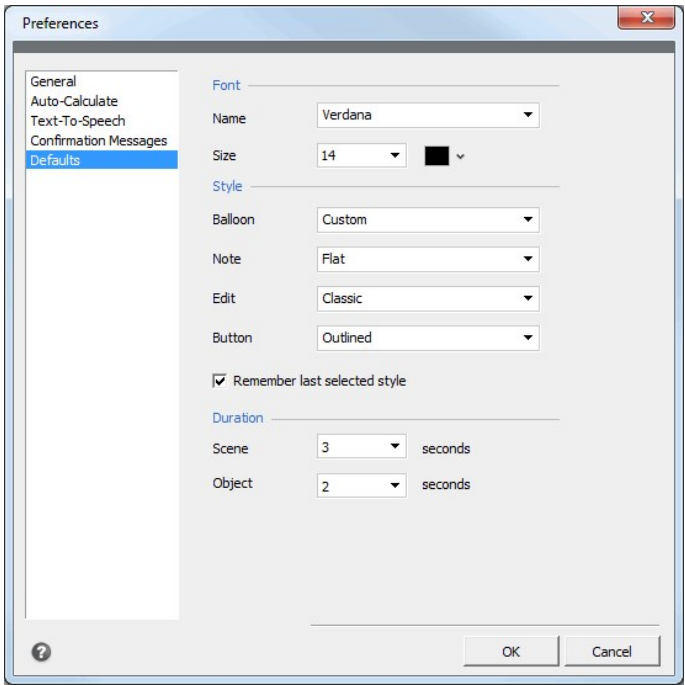 Preferences
General
Auto-Calculate
Text-To-Speech
Confirmation Messages
Defaults
Font
Name Verdana
Size 14
Style
Balloon Custom
Note Flat
Edit Classic
Button Outlined
Remember last selected style
Duration
Scene 3 seconds
Object 2 seconds
? OK Cancel